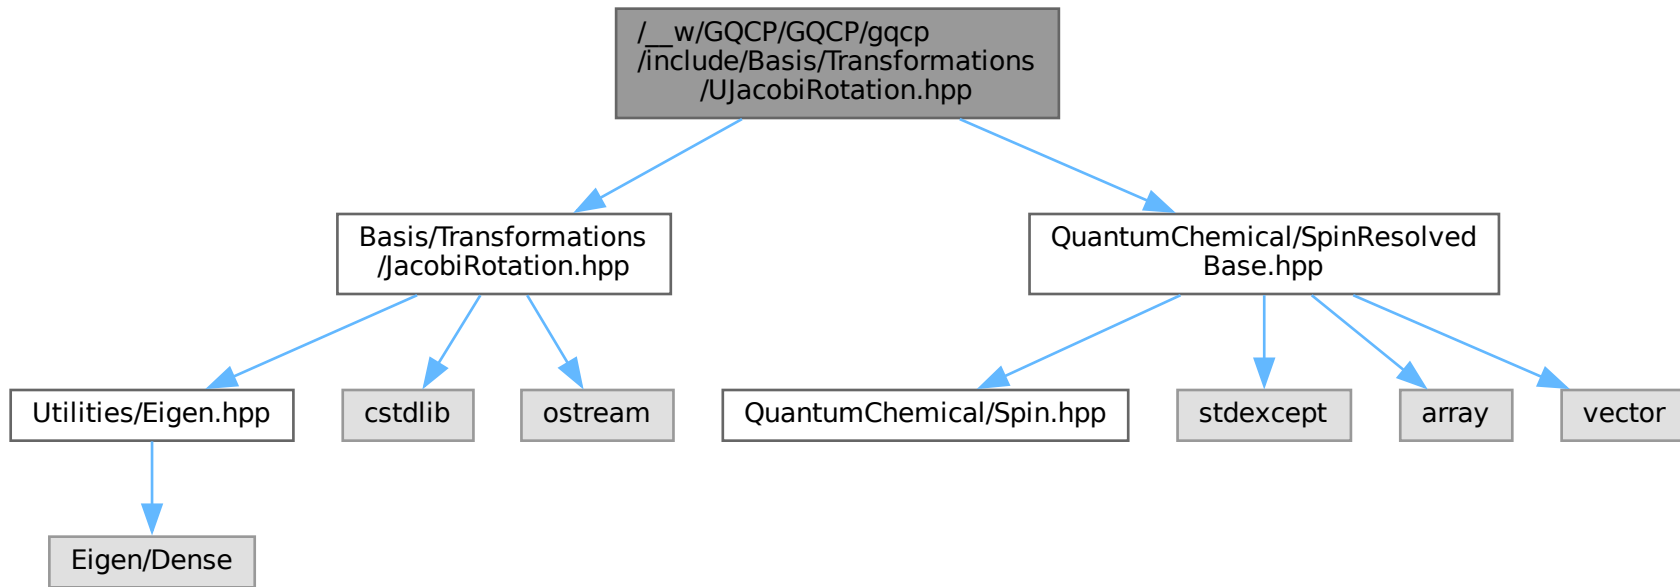 /__w/GQCP/GQCP/gqcp
/include/Basis/Transformations
/UJacobiRotation.hpp
Basis/Transformations
/JacobiRotation.hpp
QuantumChemical/SpinResolved
Base.hpp
Utilities/Eigen.hpp
cstdlib
ostream
QuantumChemical/Spin.hpp
stdexcept
array
vector
Eigen/Dense